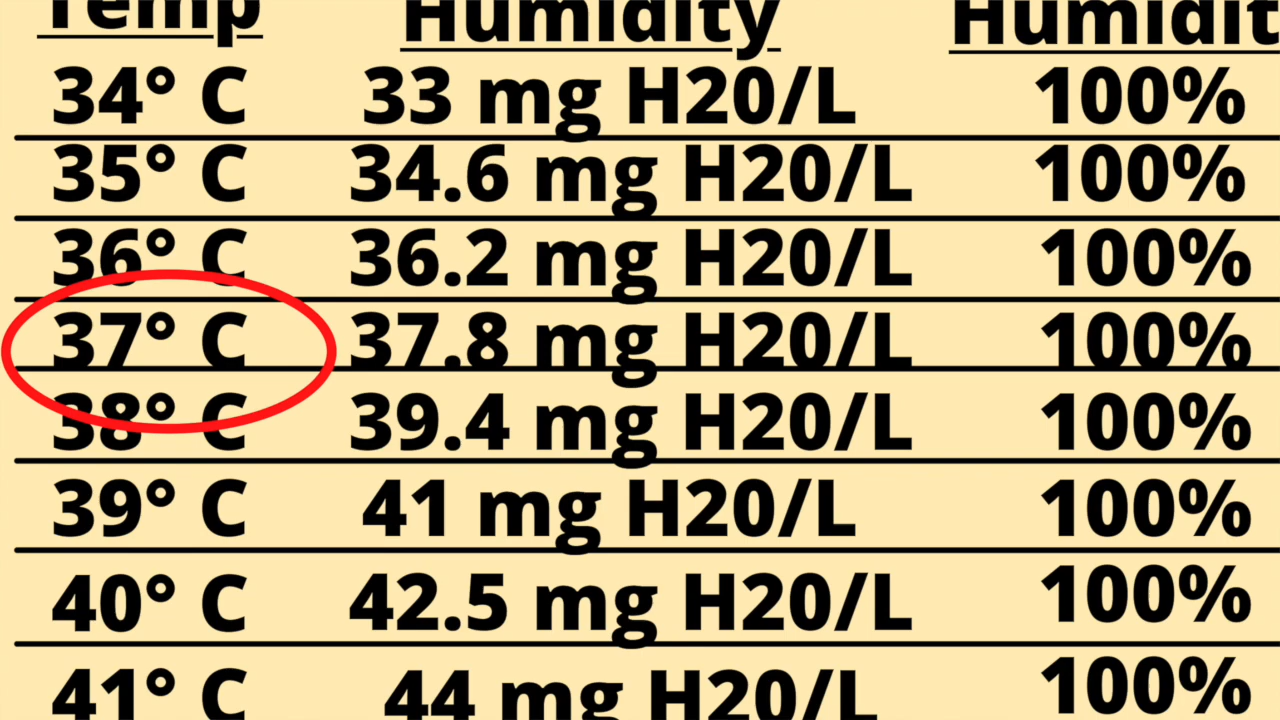 Temp Humidity Humidit
34° C 33 mg H20/L 100%
35° C 34.6 mg H20/L 100%
36° C 36.2 mg H20/L 100%
37° C 37.8 mg H20/L 100%
38° C 39.4 mg H20/L 100%
39° C 41 mg H20/L 100%
40° C 42.5 mg H20/L 100%
41° C 44 mg H20/L 100%